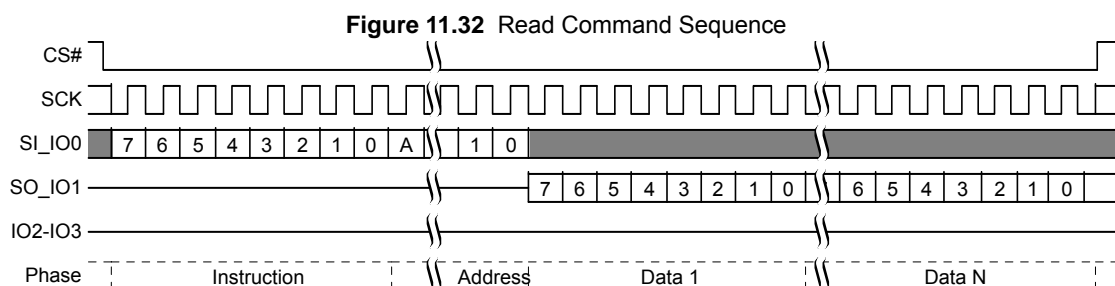 Figure 11.32 Read Command Sequence
CS#
SCK
SI_IO0 7 6 5 4 3 2 1 0 A 1 0
SO_IO1 7 6 5 4 3 2 1 0 6 5 4 3 2 1 0
IO2-IO3
Phase Instruction Address Data 1 Data N